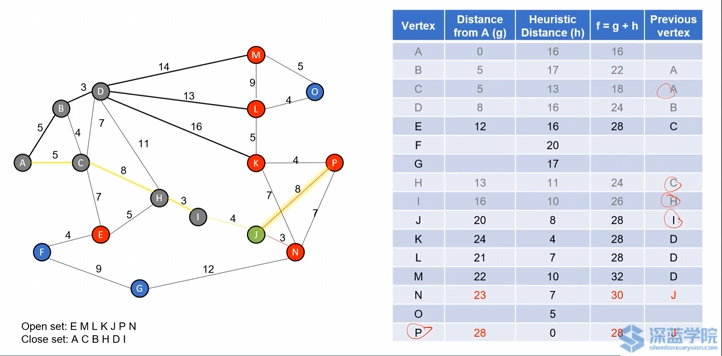 Vertex Distance from A (g) Heuristic Distance (h) f = g + h Previous vertex
A 0 16 16
B 5 17 22 A
C 5 13 18 A
D 8 16 24 B
E 12 16 28 C
F 20
G 17
H 13 11 24 C
I 16 10 26 H
J 20 8 28 I
K 24 4 28 D
L 21 7 28 D
M 22 10 32 D
N 23 7 30 J
O 5
P 28 0 28 J
M
14
5
3
D
9
O
13
4
B
L
5
4
7
16
5
11
A
5
C
8
K
4
P
7
H
3
I
4
8
7
7
5
4
E
J
3
N
F
9
G
12
Open set: E M L K J P N
Close set: A C B H D I
深蓝学院
shenlanxueyuan.com